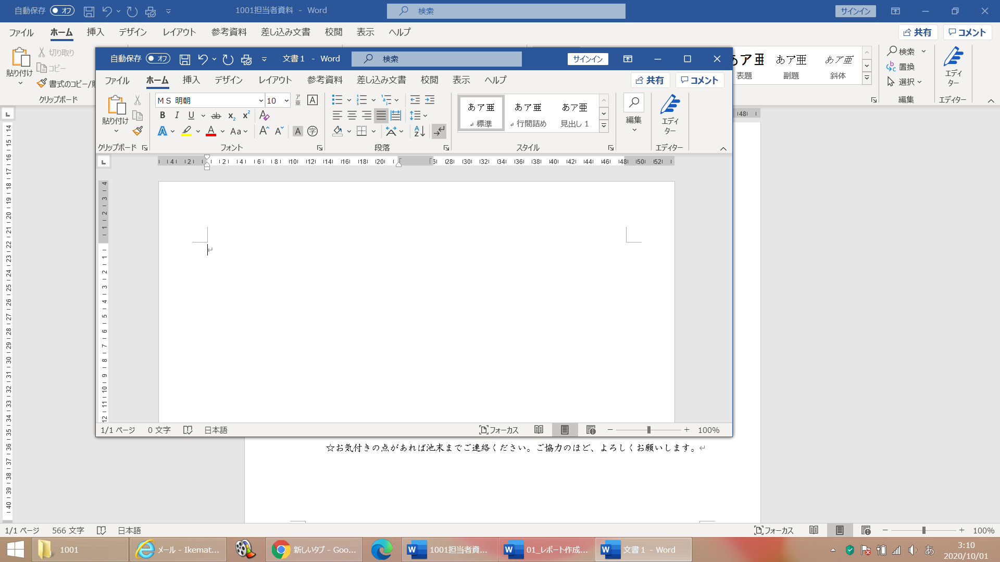 自動保存 オフ 1001担当者資料 - Word 検索 サインイン
ファイル ホーム 挿入 デザイン レイアウト 参考資料 差し込み文書 校閲 表示 ヘルプ 共有 コメント
貼り付け 切り取り
コピー
書式のコピー/貼
クリップボード
表題 副題 斜体
検索
置換
選択
編集
エディター
エディター
自動保存 オフ 文書 1 - Word 検索 サインイン
ファイル ホーム 挿入 デザイン レイアウト 参考資料 差し込み文書 校閲 表示 ヘルプ 共有 コメント
貼り付け
クリップボード
ＭＳ 明朝 10
フォント
段落
あア亜 標準
あア亜 行間詰め
あア亜 見出し 1
スタイル
編集
エディター
エディター
1/1 ページ 0 文字 日本語 フォーカス 100%
☆お気付きの点があれば池末までご連絡ください。ご協力のほど、よろしくお願いします。
1/1 ページ 566 文字 日本語 フォーカス 100%
1001 メール - Ikemat... 新しいタブ - Goo... 1001担当者資... 01_レポート作成... 文書 1 - Word あ 3:10
2020/10/01